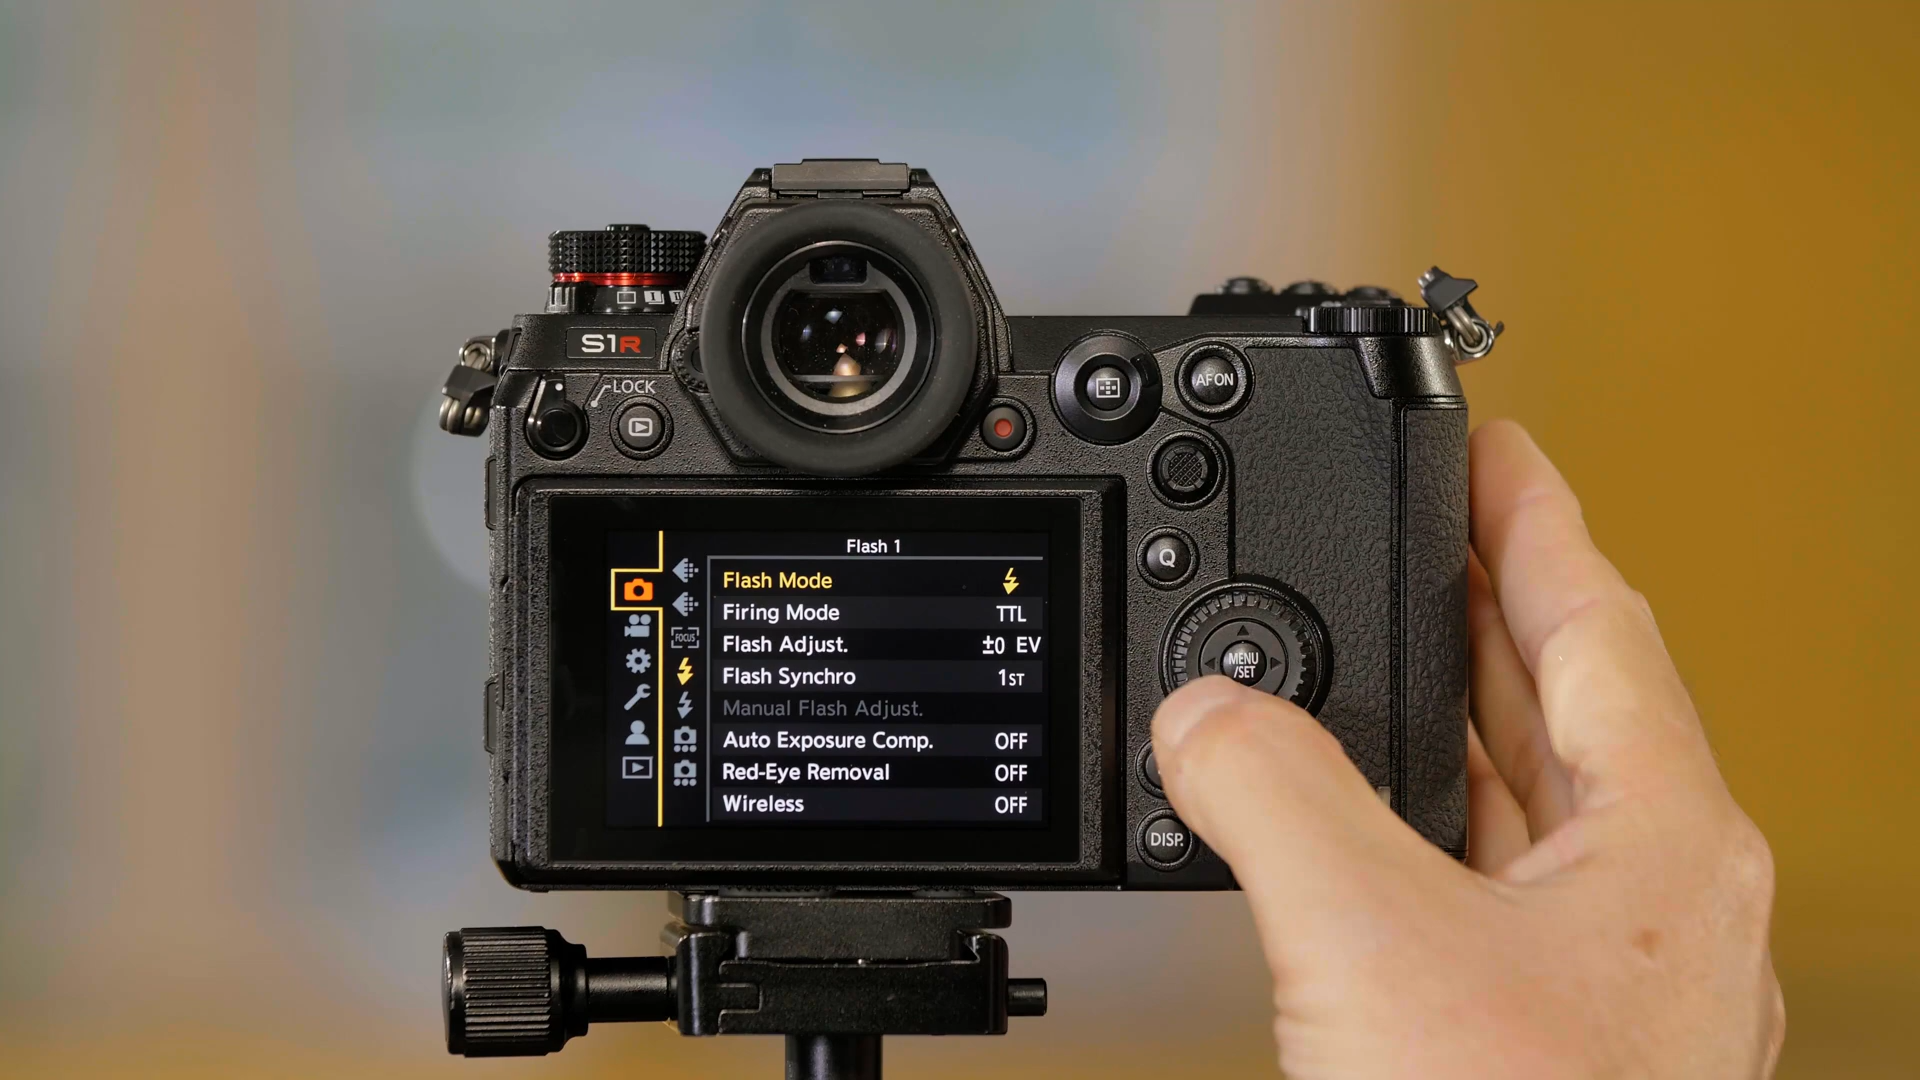 S1R
LOCK
AF ON
Flash 1
Flash Mode
Firing Mode TTL
Flash Adjust. ±0 EV
Flash Synchro 1ST
Manual Flash Adjust.
Auto Exposure Comp. OFF
Red-Eye Removal OFF
Wireless OFF
FOCUS
Q
MENU
/SET
DISP.